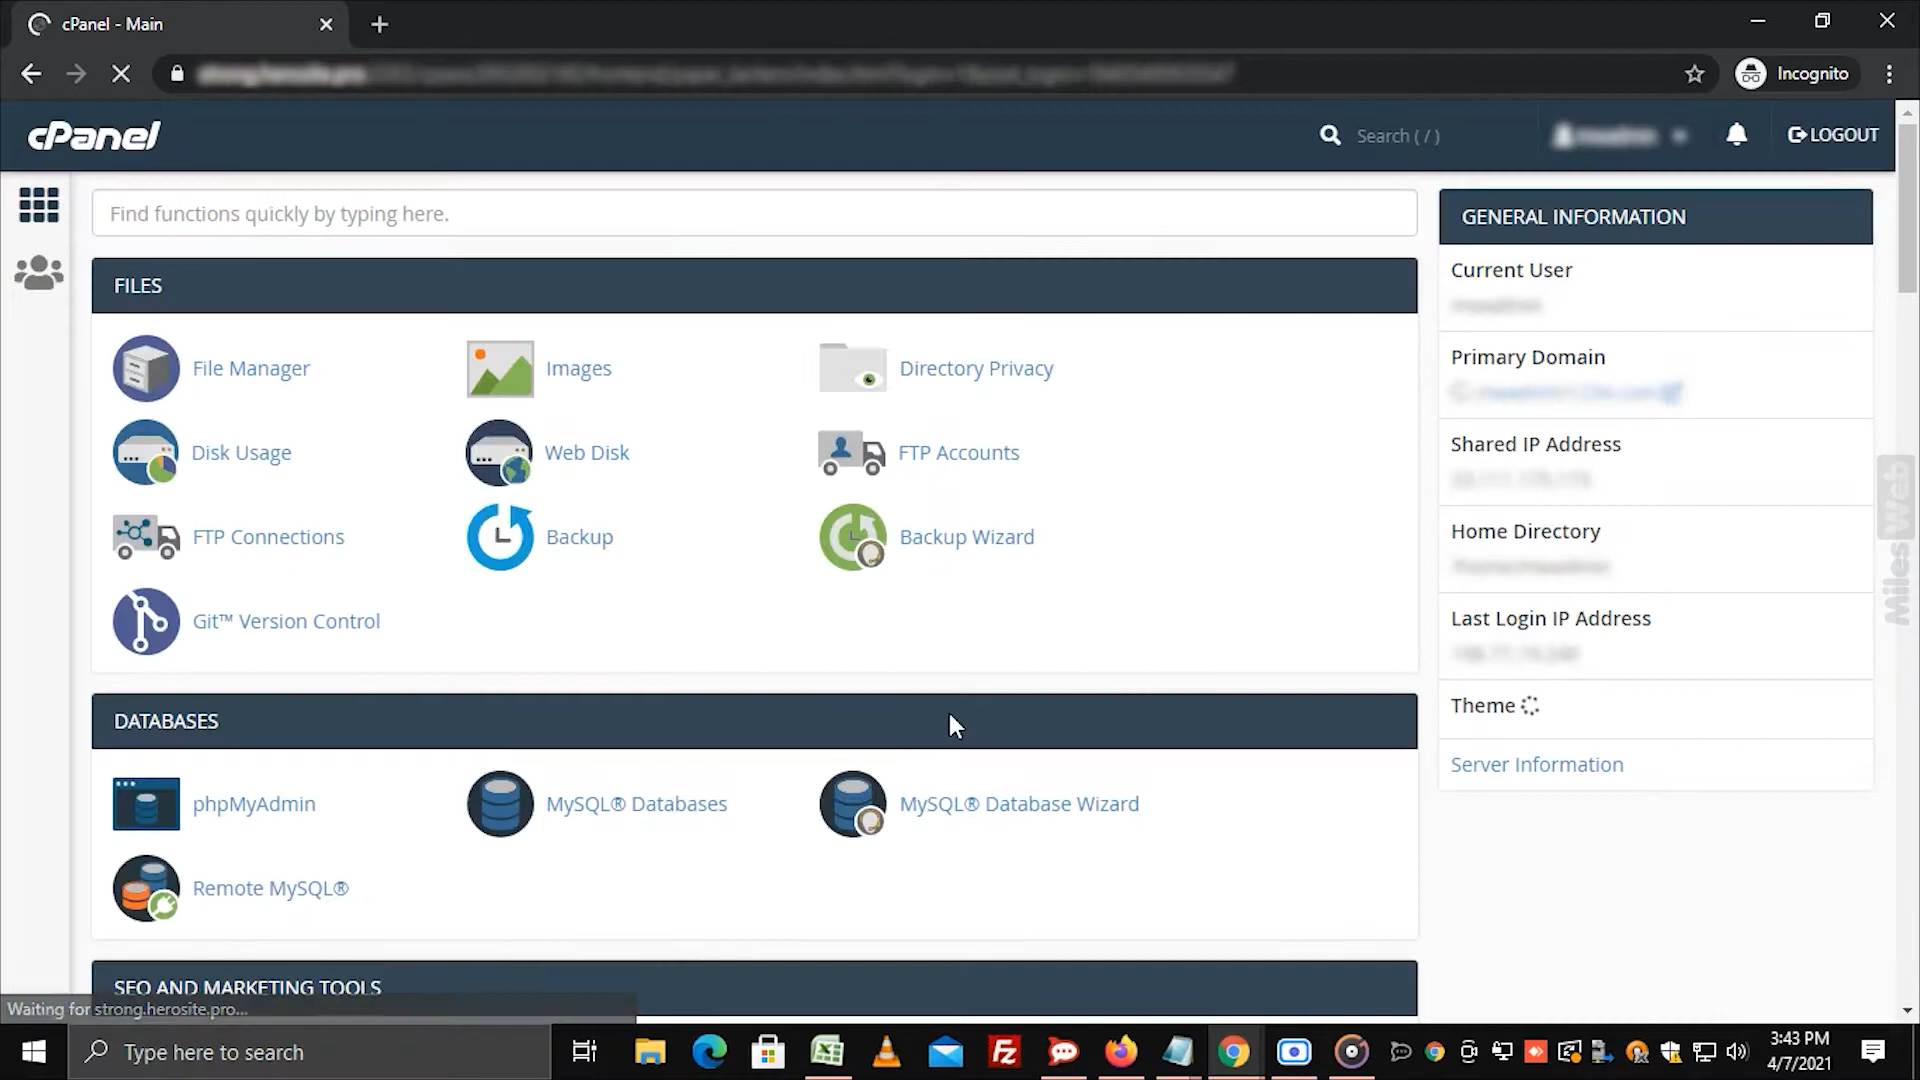 cPanel - Main
Incognito
cPanel
Search ( / )
LOGOUT
Find functions quickly by typing here.
GENERAL INFORMATION
Current User
Primary Domain
Shared IP Address
Home Directory
Last Login IP Address
Theme
Server Information
FILES
File Manager
Images
Directory Privacy
Disk Usage
Web Disk
FTP Accounts
FTP Connections
Backup
Backup Wizard
Git™ Version Control
DATABASES
phpMyAdmin
MySQL® Databases
MySQL® Database Wizard
Remote MySQL®
SEO AND MARKETING TOOLS
Waiting for strong.herosite.pro...
MilesWeb
Type here to search
Fz
3:43 PM
4/7/2021